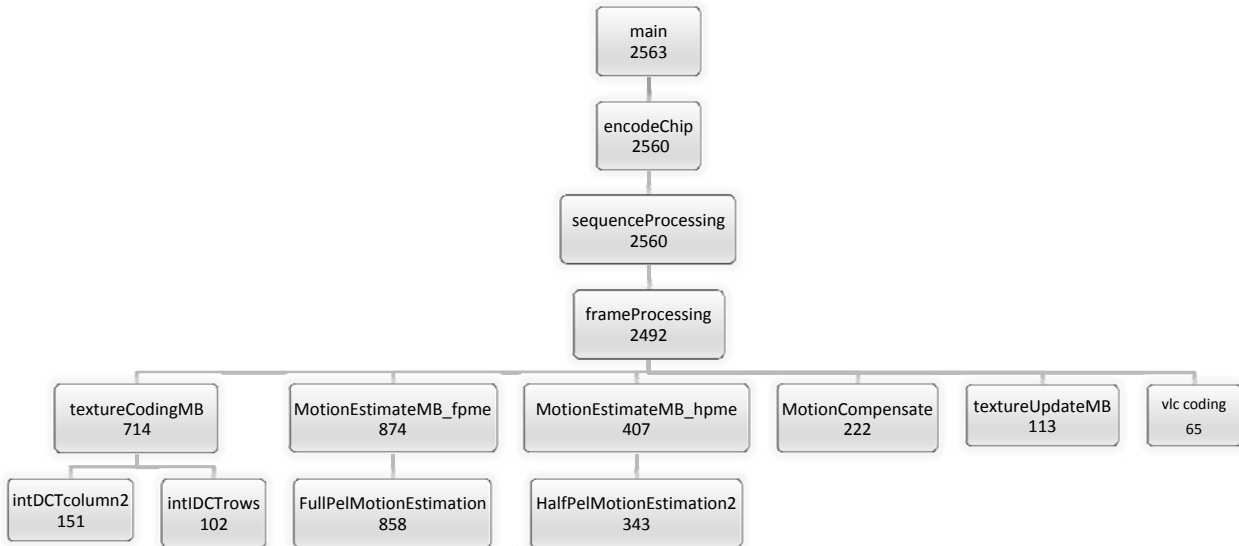 main
2563
encodeChip
2560
sequenceProcessing
2560
frameProcessing
2492
textureCodingMB
714
MotionEstimateMB_fpme
874
MotionEstimateMB_hpme
407
MotionCompensate
222
textureUpdateMB
113
vlc coding
65
intDCTcolumn2
151
intIDCTrows
102
FullPelMotionEstimation
858
HalfPelMotionEstimation2
343